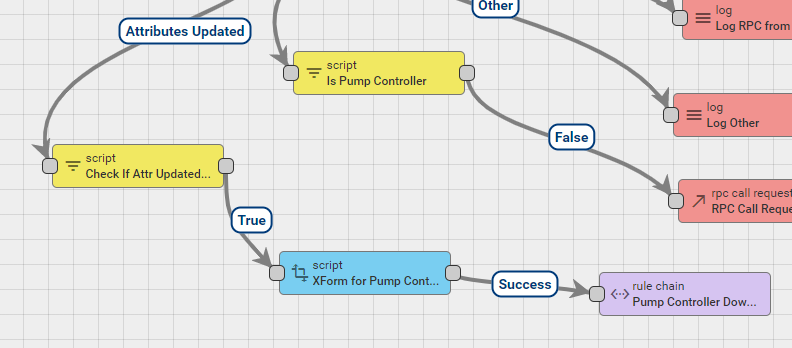 Other
log
Log RPC from
Attributes Updated
script
Is Pump Controller
log
Log Other
False
script
Check If Attr Updated...
rpc call request
RPC Call Reque
True
script
XForm for Pump Cont...
Success
rule chain
Pump Controller Dow...